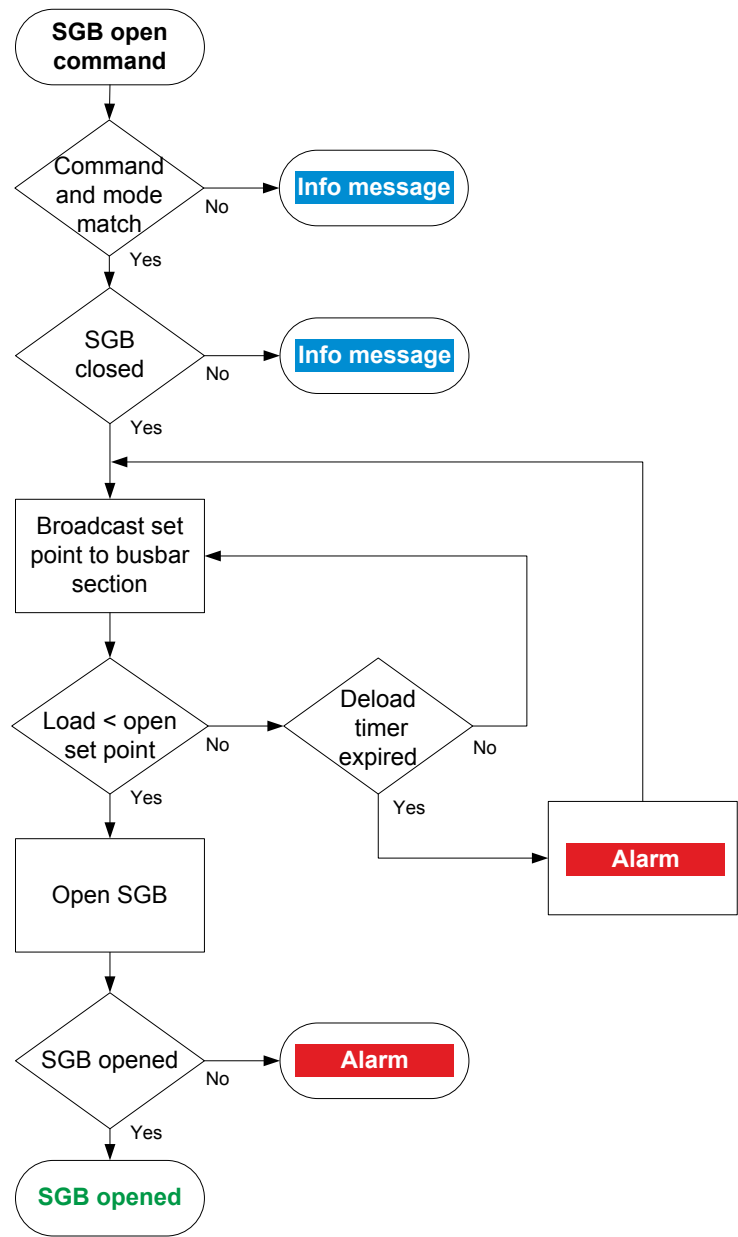 SGB open
command
Command
and mode
match
No
Info message
Yes
SGB
closed
No
Info message
Yes
Broadcast set
point to busbar
section
Load < open
set point
No
Deload
timer
expired
No
Yes
Yes
Alarm
Open SGB
SGB opened
No
Alarm
Yes
SGB opened